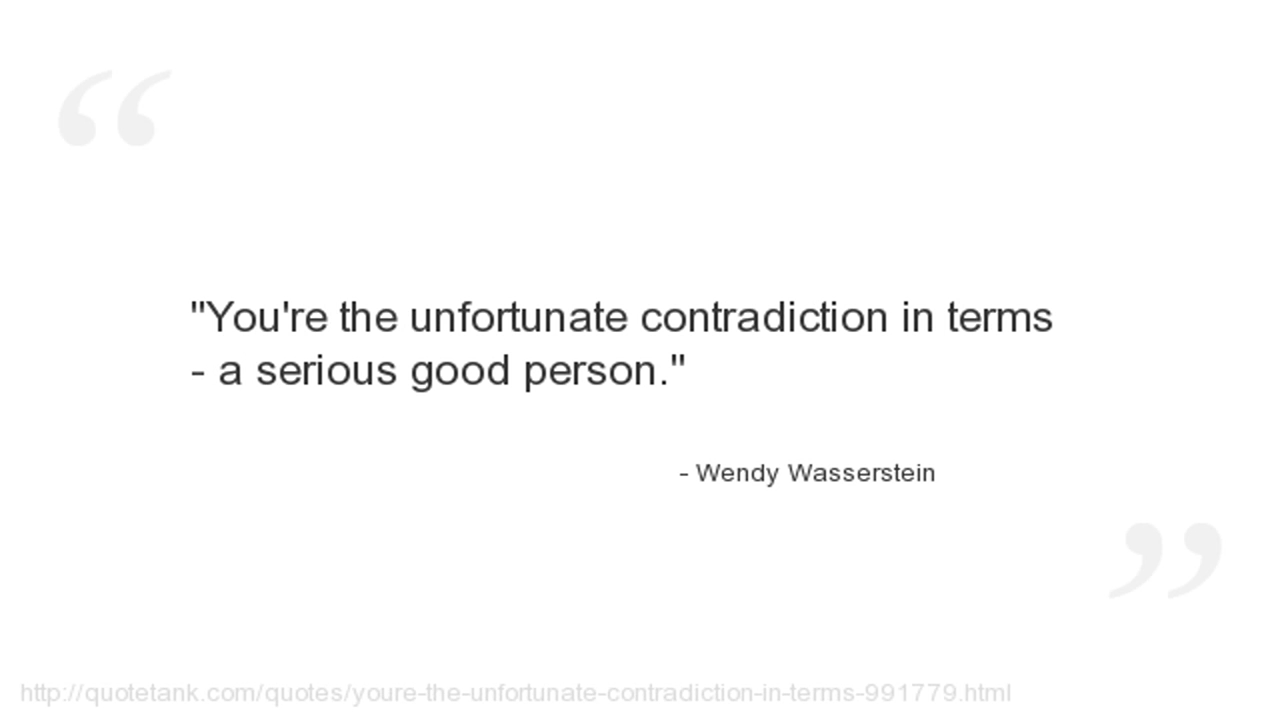 "You're the unfortunate contradiction in terms
- a serious good person."
- Wendy Wasserstein
http://quotetank.com/quotes/youre-the-unfortunate-contradiction-in-terms-991779.html